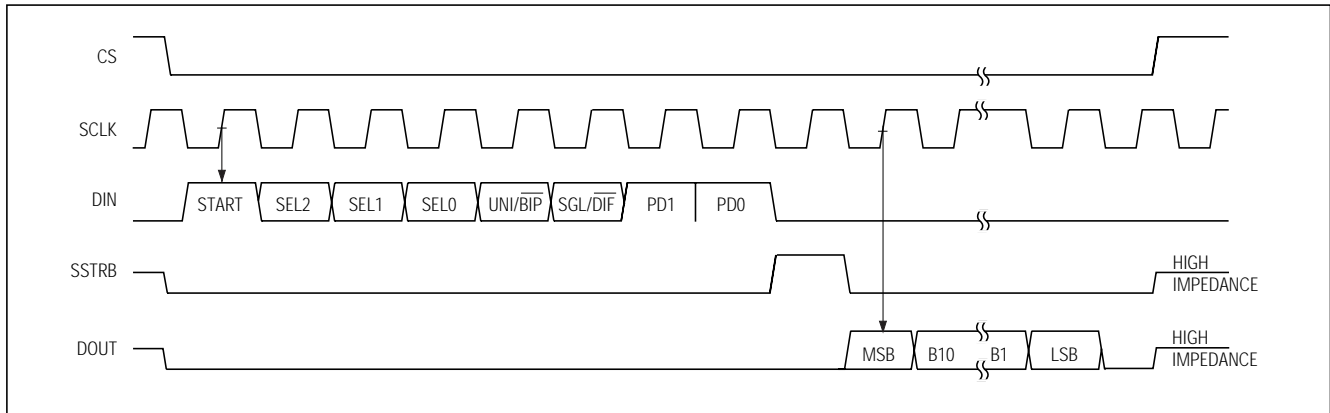 CS
SCLK
DIN
START SEL2 SEL1 SEL0 UNI/BIP SGL/DIF PD1 PD0
SSTRB
HIGH
IMPEDANCE
DOUT
MSB B10 B1 LSB
HIGH
IMPEDANCE